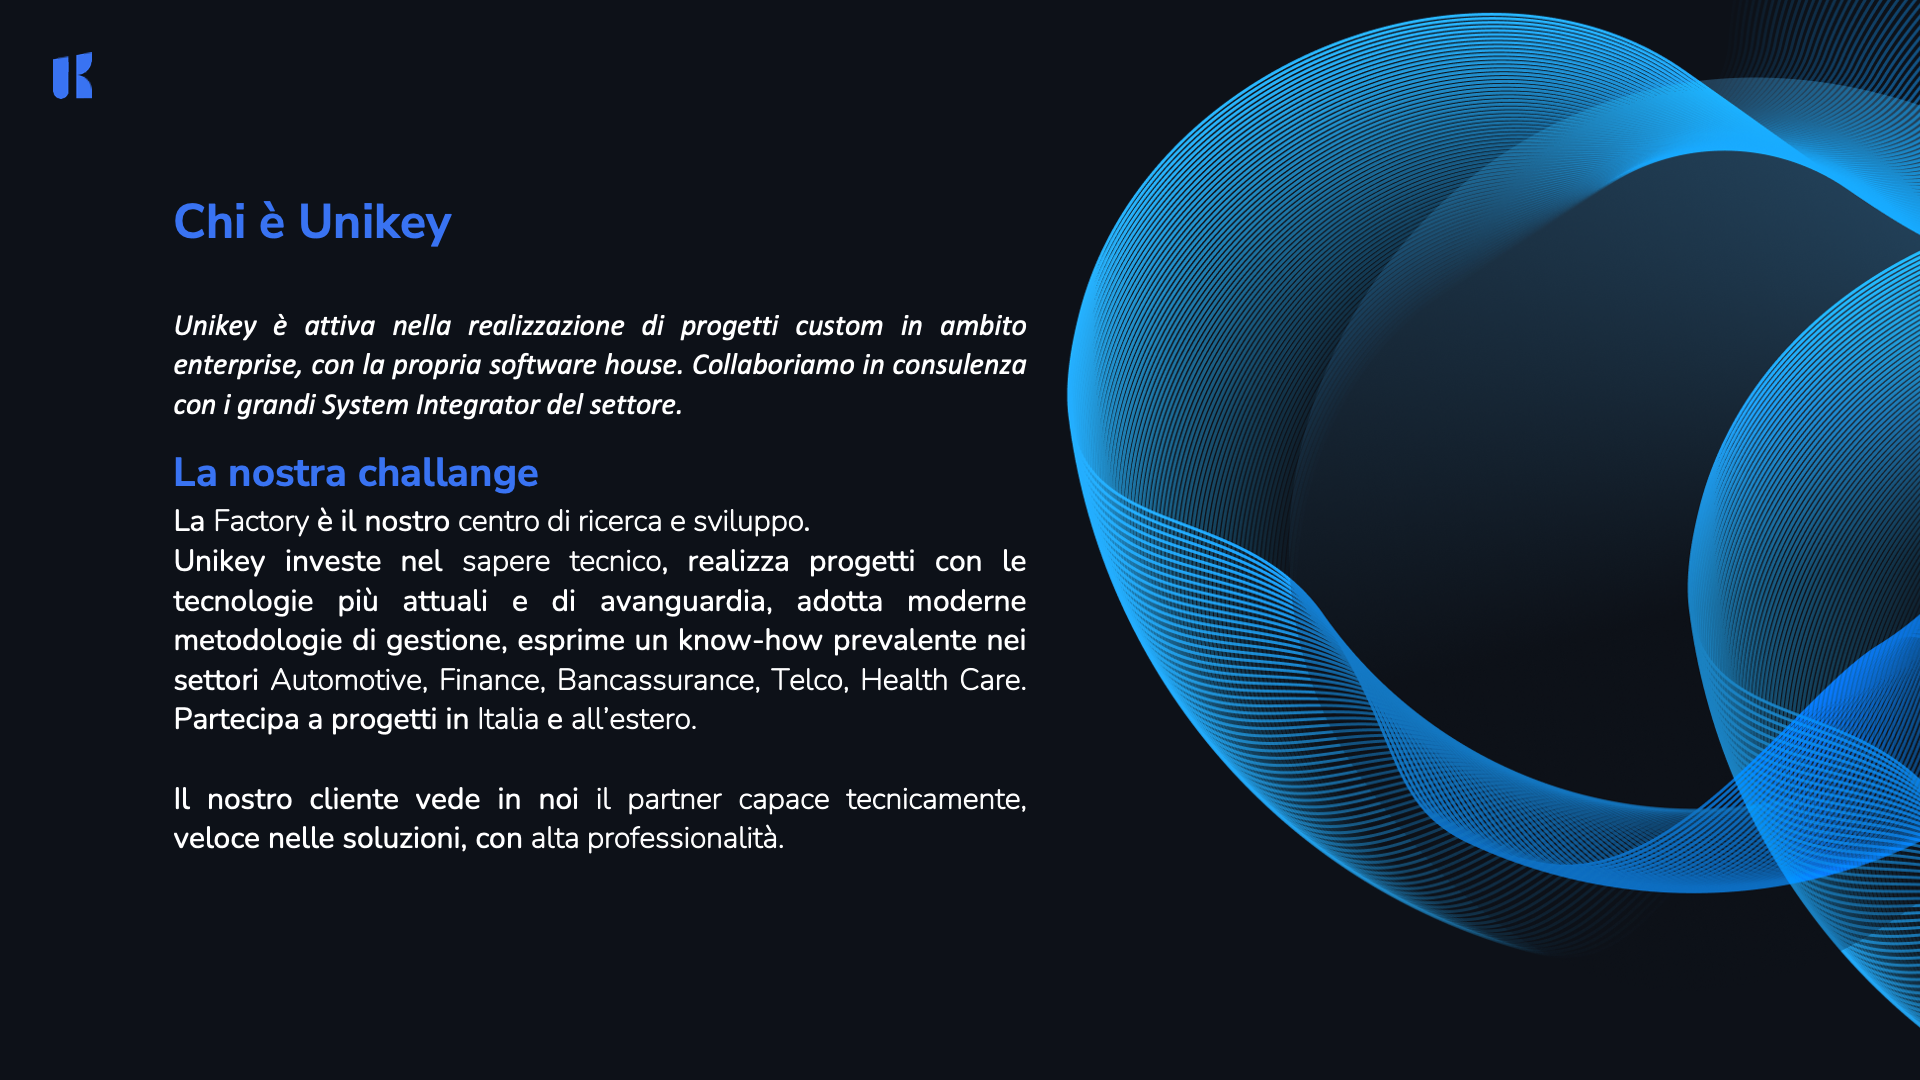 Chi è Unikey
Unikey è attiva nella realizzazione di progetti custom in ambito
enterprise, con la propria software house. Collaboriamo in consulenza
con i grandi System Integrator del settore.
La nostra challange
La Factory è il nostro centro di ricerca e sviluppo.
Unikey investe nel sapere tecnico, realizza progetti con le
tecnologie più attuali e di avanguardia, adotta moderne
metodologie di gestione, esprime un know-how prevalente nei
settori Automotive, Finance, Bancassurance, Telco, Health Care.
Partecipa a progetti in Italia e all’estero.
Il nostro cliente vede in noi il partner capace tecnicamente,
veloce nelle soluzioni, con alta professionalità.